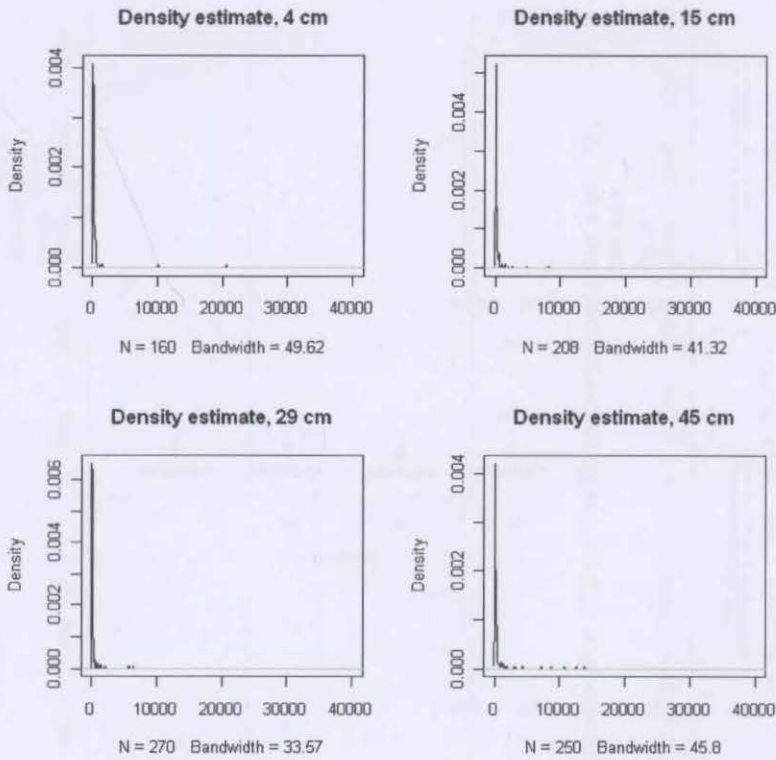 Density estimate, 4 cm
Density
0.004
0.002
0.000
0 10000 20000 30000 40000
N = 160 Bandwidth = 49.62
Density estimate, 15 cm
Density
0.004
0.002
0.000
0 10000 20000 30000 40000
N = 208 Bandwidth = 41.32
Density estimate, 29 cm
Density
0.006
0.004
0.002
0.000
0 10000 20000 30000 40000
N = 270 Bandwidth = 33.57
Density estimate, 45 cm
Density
0.004
0.002
0.000
0 10000 20000 30000 40000
N = 250 Bandwidth = 45.8